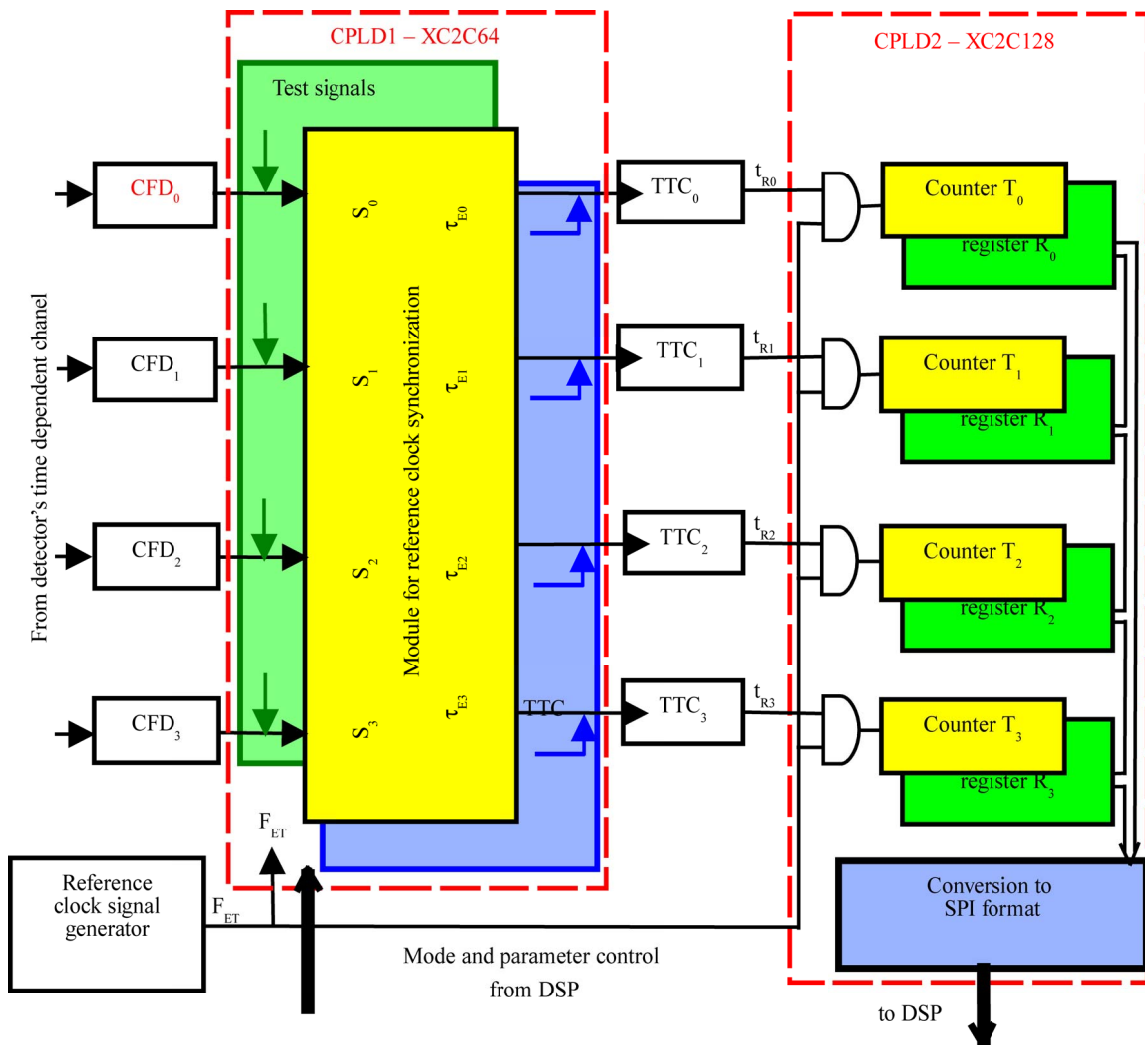 CPLD1 – XC2C64
CPLD2 – XC2C128
Test signals
From detector's time dependent chanel
CFD0
CFD1
CFD2
CFD3
S0
S1
S2
S3
Module for reference clock synchronization
τE0
τE1
τE2
τE3
TTC
TTC0
TTC1
TTC2
TTC3
tR0
tR1
tR2
tR3
Counter T0
register R0
Counter T1
register R1
Counter T2
register R2
Counter T3
register R3
FET
Reference
clock signal
generator
FET
Mode and parameter control
from DSP
Conversion to
SPI format
to DSP